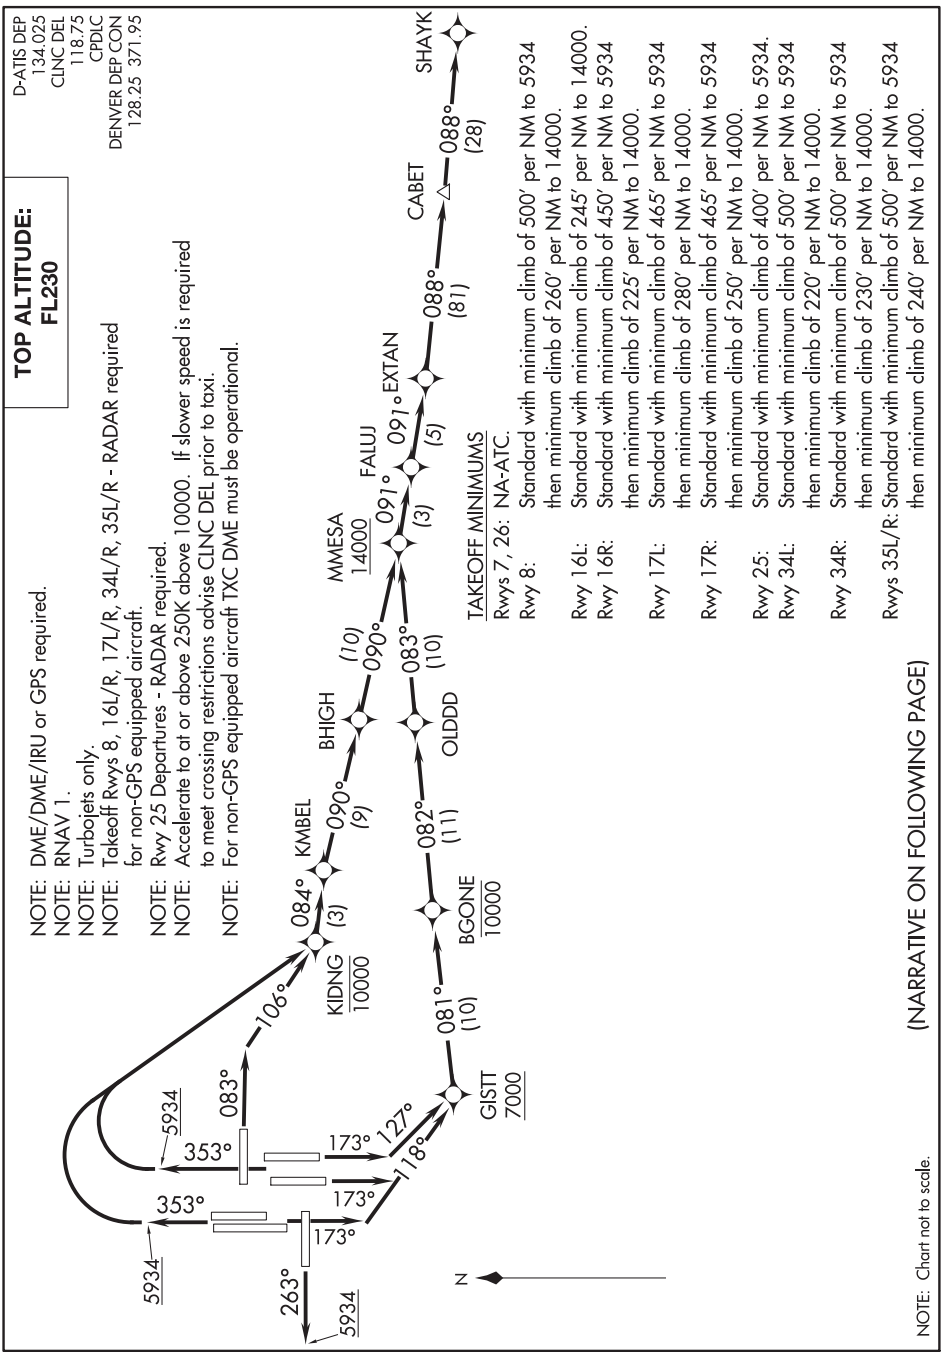 D-ATIS DEP
134.025
CLNC DEL
118.75
CPDLC
DENVER DEP CON
128.25 371.95
TOP ALTITUDE:
FL230
NOTE: DME/DME/IRU or GPS required.
NOTE: RNAV 1.
NOTE: Turbojets only.
NOTE: Takeoff Rwys 8, 16L/R, 17L/R, 34L/R, 35L/R - RADAR required
for non-GPS equipped aircraft.
NOTE: Rwy 25 Departures - RADAR required.
NOTE: Accelerate to at or above 250K above 10000. If slower speed is required
to meet crossing restrictions advise CLNC DEL prior to taxi.
NOTE: For non-GPS equipped aircraft TXC DME must be operational.
5934
353°
5934
353°
263°
5934
083°
106°
173°
173°
173°
127°
118°
KIDNG
10000
084°
(3)
KMBEL
090°
(9)
BHIGH
(10)
090°
GISTT
7000
081°
(10)
BGONE
10000
082°
(11)
OLDDD
083°
(10)
MMESA
14000
091°
(3)
FALUJ
091°
(5)
EXTAN
088°
(81)
CABET
088°
(28)
SHAYK
N
TAKEOFF MINIMUMS
Rwys 7, 26: NA-ATC.
Rwy 8: Standard with minimum climb of 500' per NM to 5934
then minimum climb of 260' per NM to 14000.
Rwy 16L: Standard with minimum climb of 245' per NM to 14000.
Rwy 16R: Standard with minimum climb of 450' per NM to 5934
then minimum climb of 225' per NM to 14000.
Rwy 17L: Standard with minimum climb of 465' per NM to 5934
then minimum climb of 280' per NM to 14000.
Rwy 17R: Standard with minimum climb of 465' per NM to 5934
then minimum climb of 250' per NM to 14000.
Rwy 25: Standard with minimum climb of 400' per NM to 5934.
Rwy 34L: Standard with minimum climb of 500' per NM to 5934
then minimum climb of 220' per NM to 14000.
Rwy 34R: Standard with minimum climb of 500' per NM to 5934
then minimum climb of 230' per NM to 14000.
Rwys 35L/R: Standard with minimum climb of 500' per NM to 5934
then minimum climb of 240' per NM to 14000.
(NARRATIVE ON FOLLOWING PAGE)
NOTE: Chart not to scale.